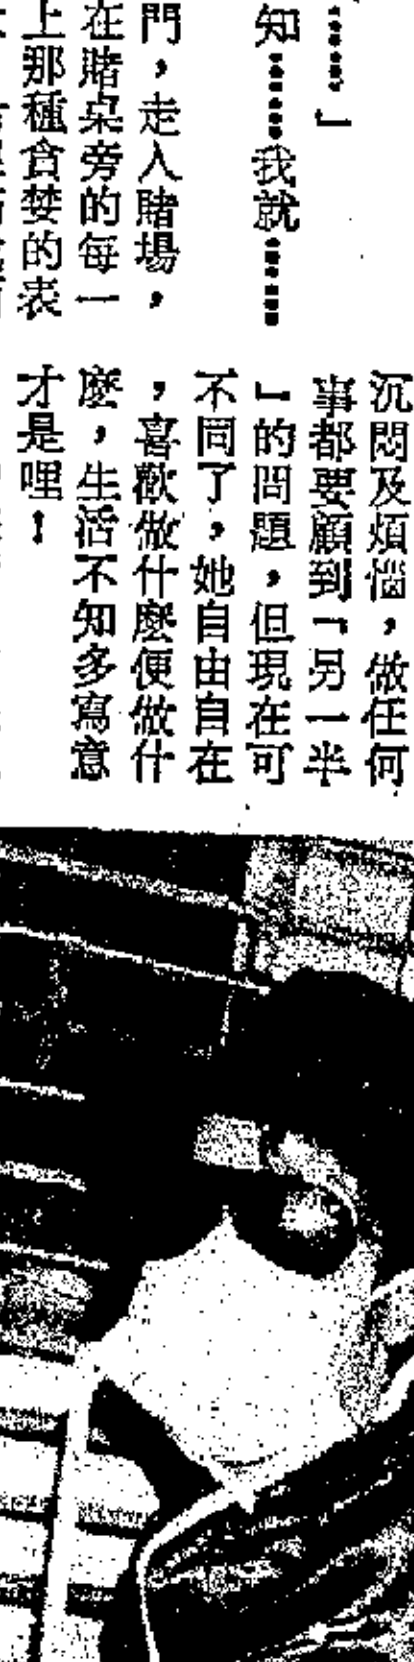 ……」
知……我就……
門，走入賭場，
在賭桌旁的每一
上那種貪婪的表
沉悶及煩惱，做任何
事都要顧到「另一半
」的問題，但現在可
不同了，她自由自在
，喜歡做什麼便做什
麼，生活不知多寫意
才是哩！